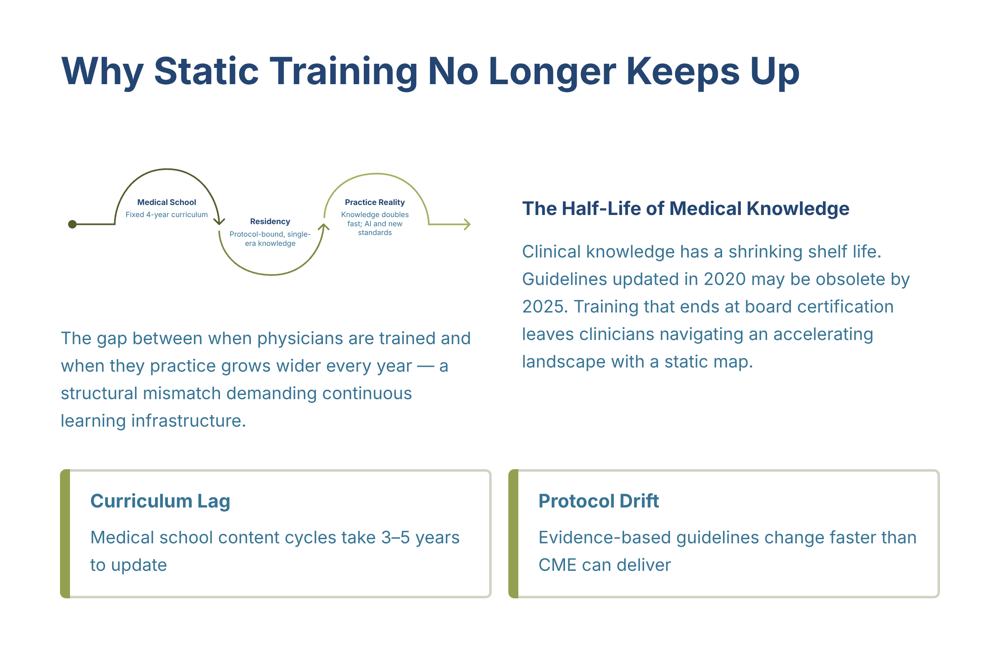 Why Static Training No Longer Keeps Up
Medical School
Fixed 4-year curriculum
Residency
Protocol-bound, single-
era knowledge
Practice Reality
Knowledge doubles
fast; AI and new
standards
The gap between when physicians are trained and
when they practice grows wider every year — a
structural mismatch demanding continuous
learning infrastructure.
The Half-Life of Medical Knowledge
Clinical knowledge has a shrinking shelf life.
Guidelines updated in 2020 may be obsolete by
2025. Training that ends at board certification
leaves clinicians navigating an accelerating
landscape with a static map.
Curriculum Lag
Medical school content cycles take 3–5 years
to update
Protocol Drift
Evidence-based guidelines change faster than
CME can deliver